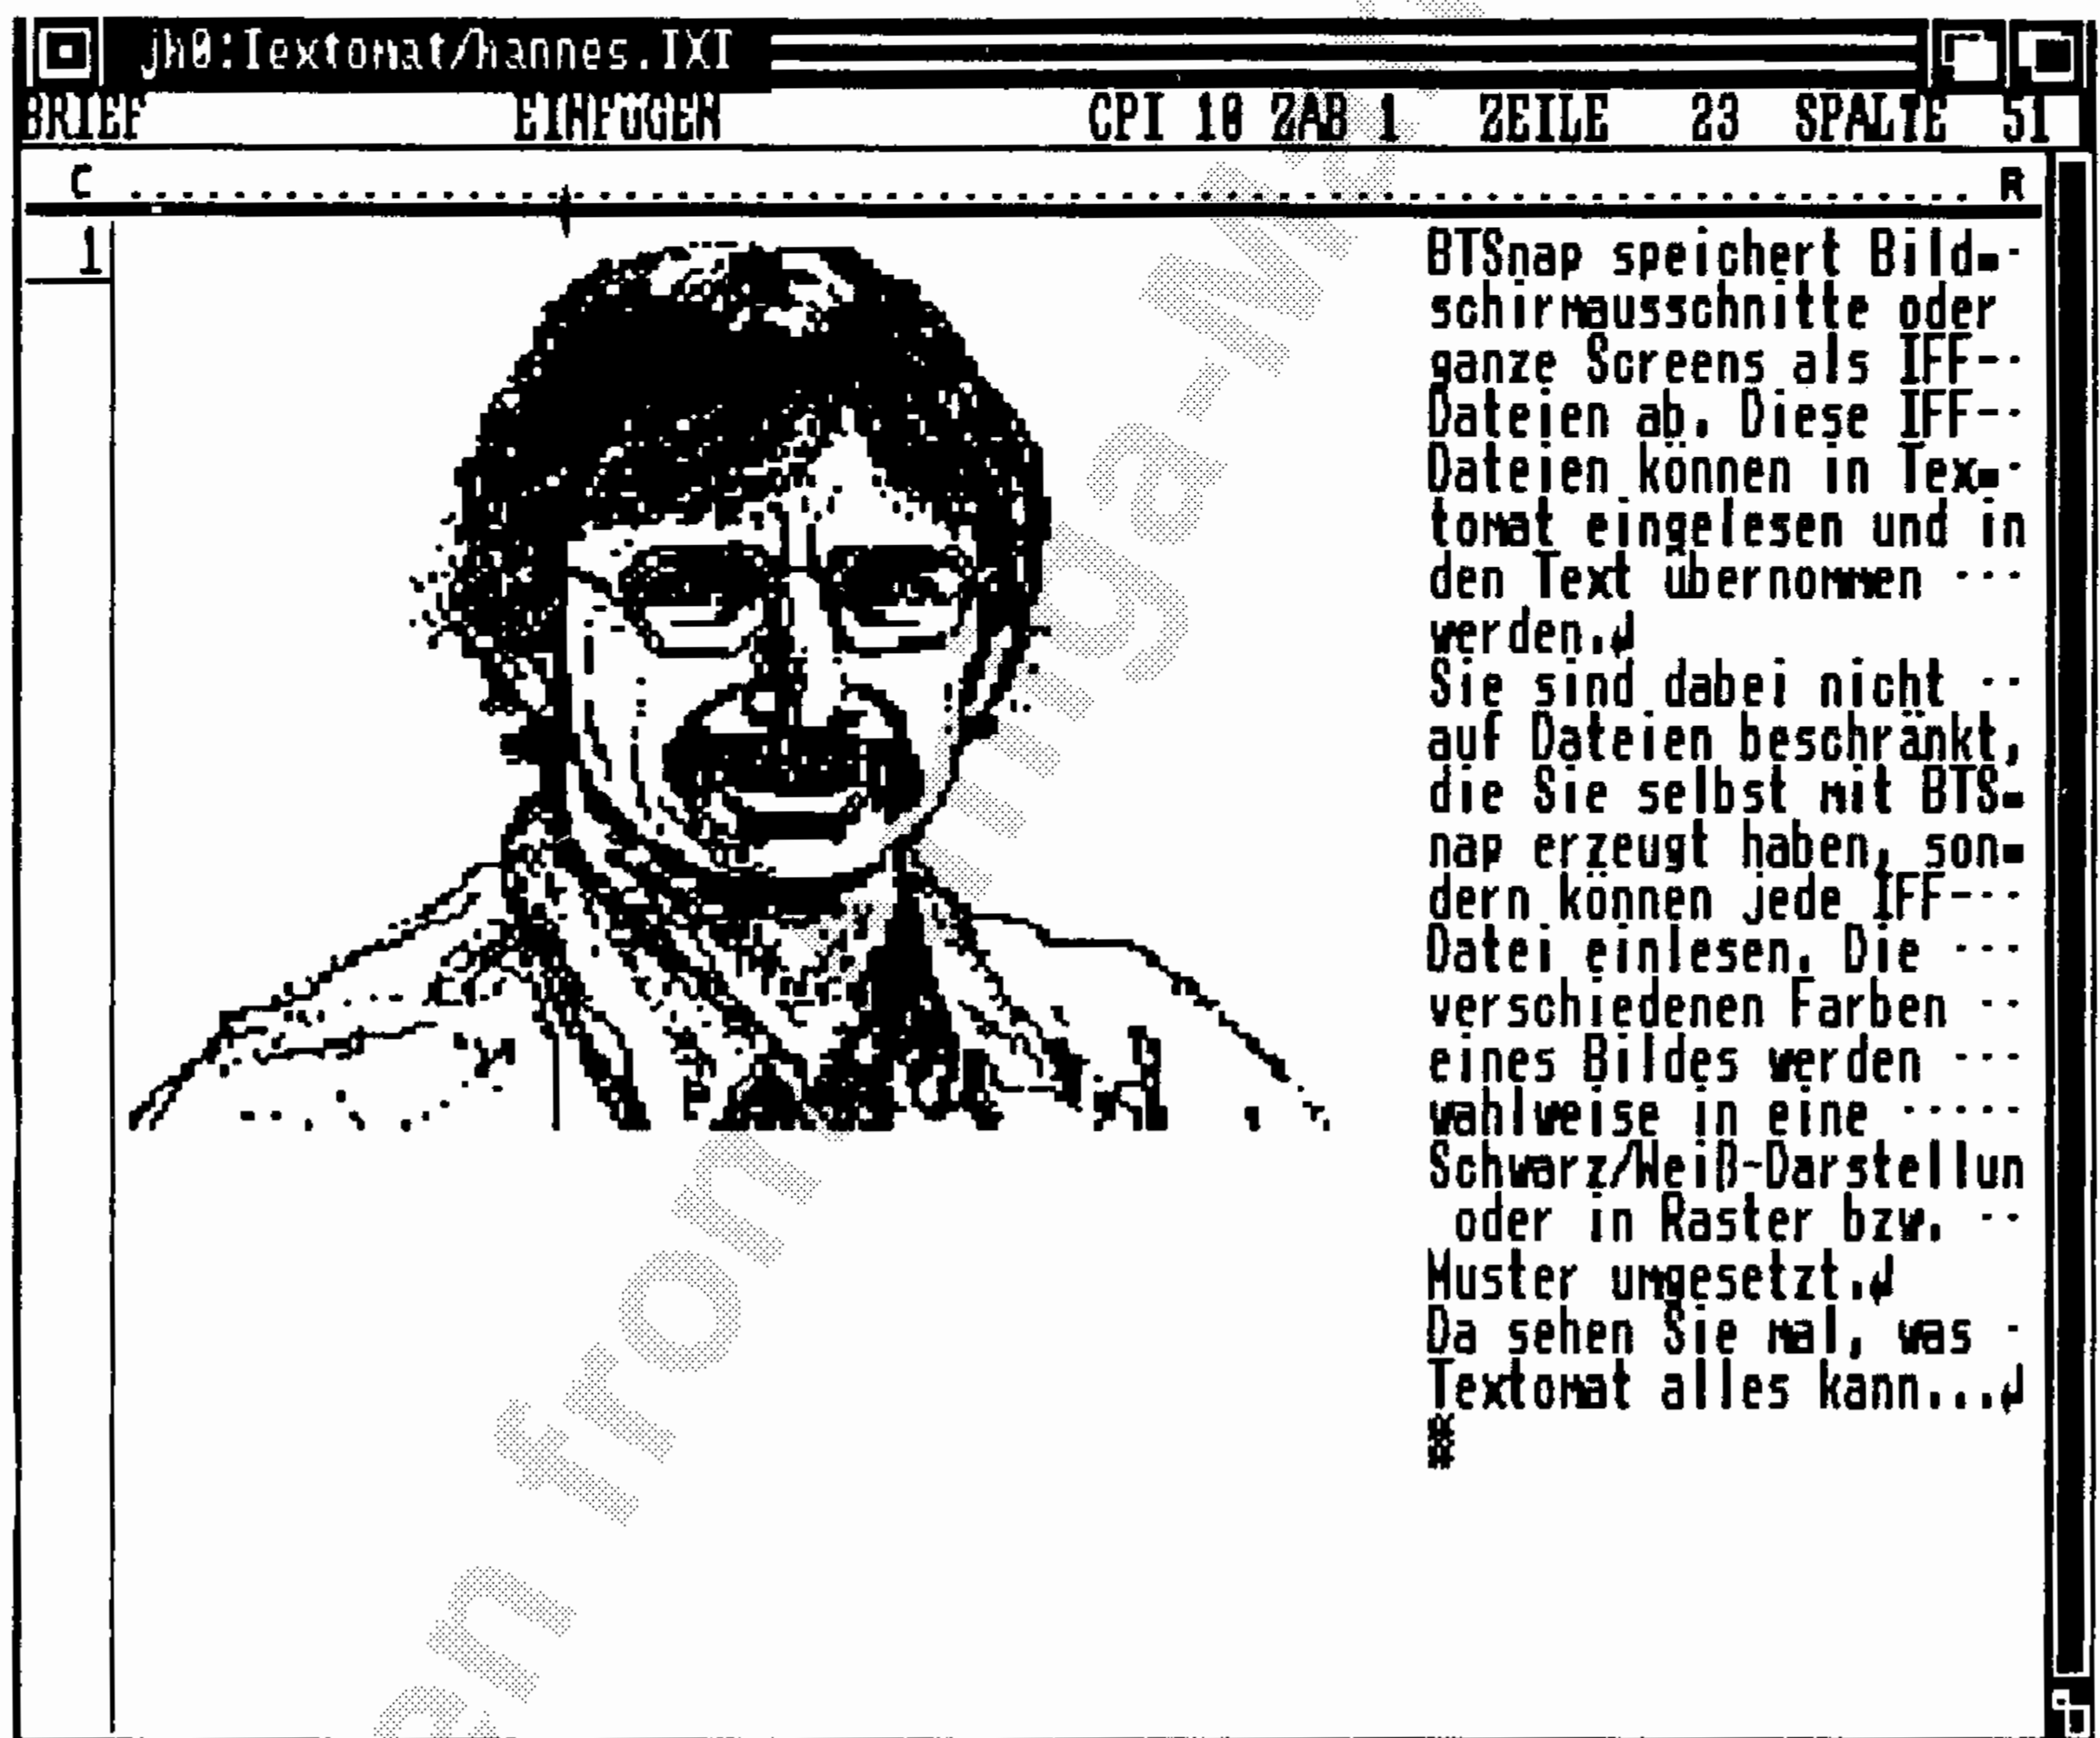 jh0:Textomat/hannes.TXT
BRIEF EINFÜGEN CPI 10 ZAB 1 ZEILE 23 SPALTE 51
C R
1
BTSnap speichert Bild-
schirmausschnitte oder
ganze Screens als IFF-
Dateien ab. Diese IFF-
Dateien können in Tex-
tomat eingelesen und in
den Text übernommen
werden.
Sie sind dabei nicht
auf Dateien beschränkt,
die Sie selbst mit BTS-
nap erzeugt haben, son-
dern können jede IFF-
Datei einlesen. Die
verschiedenen Farben
eines Bildes werden
wahlweise in eine
Schwarz/Weiß-Darstellun
oder in Raster bzw.
Muster umgesetzt.
Da sehen Sie mal, was
Textomat alles kann...
from